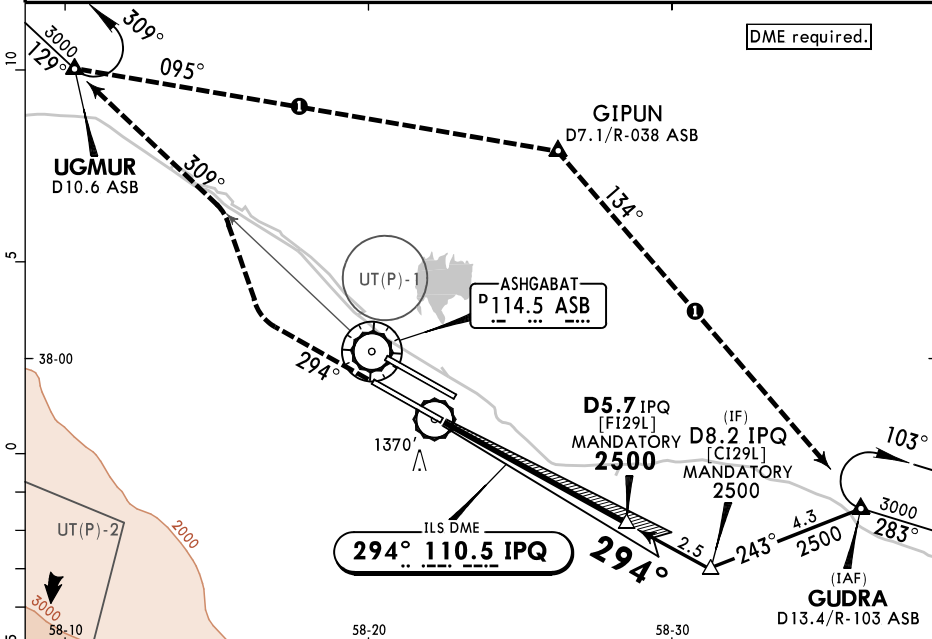 309°
3000
129°
095°
1
DME required.
10
GIPUN
D7.1/R-038 ASB
UGMUR
D10.6 ASB
309°
134°
5
UT(P)-1
ASHGABAT
D 114.5 ASB
1
38-00
294°
D5.7 IPQ
[FI29L]
MANDATORY
2500
(IF)
D8.2 IPQ
[CI29L]
MANDATORY
2500
1370'
103°
0
3000
283°
UT(P)-2
2000
ILS DME
294° 110.5 IPQ
294°
2.5
243°
4.3
2500
(IAF)
GUDRA
D13.4/R-103 ASB
3000
5
58-10
58-20
58-30